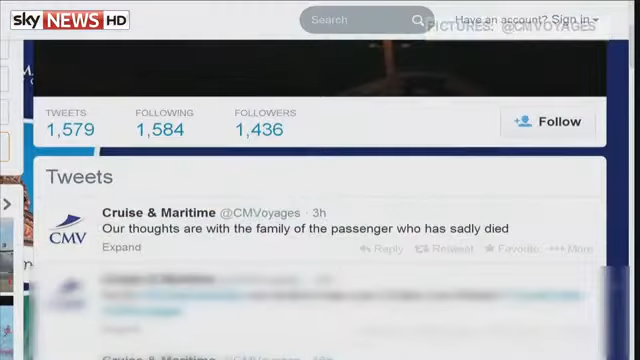 sky NEWS HD
Search
Have an account? Sign in
PICTURES: @CMVOYAGES
TWEETS FOLLOWING FOLLOWERS
1,579 1,584 1,436
Follow
Tweets
Cruise & Maritime @CMVoyages · 3h
CMV
Our thoughts are with the family of the passenger who has sadly died
Expand
Reply Retweet Favorite More